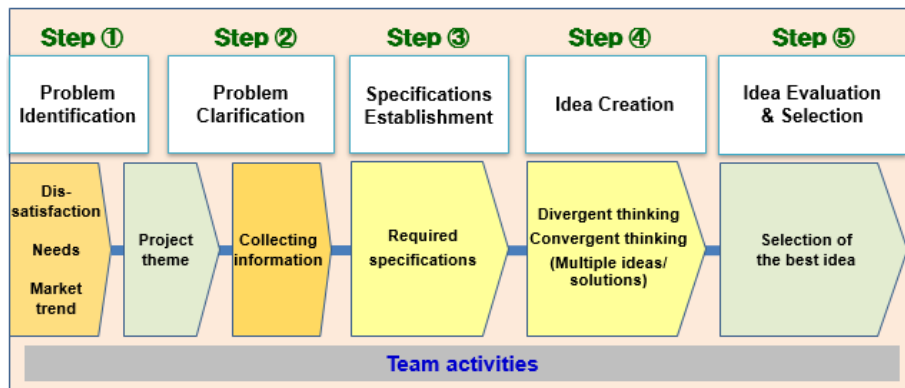 Step ①
Step ②
Step ③
Step ④
Step ⑤
Problem
Identification
Problem
Clarification
Specifications
Establishment
Idea Creation
Idea Evaluation
& Selection
Dis-
satisfaction
Needs
Market
trend
Project
theme
Collecting
information
Required
specifications
Divergent thinking
Convergent thinking
(Multiple ideas/
solutions)
Selection of
the best idea
Team activities